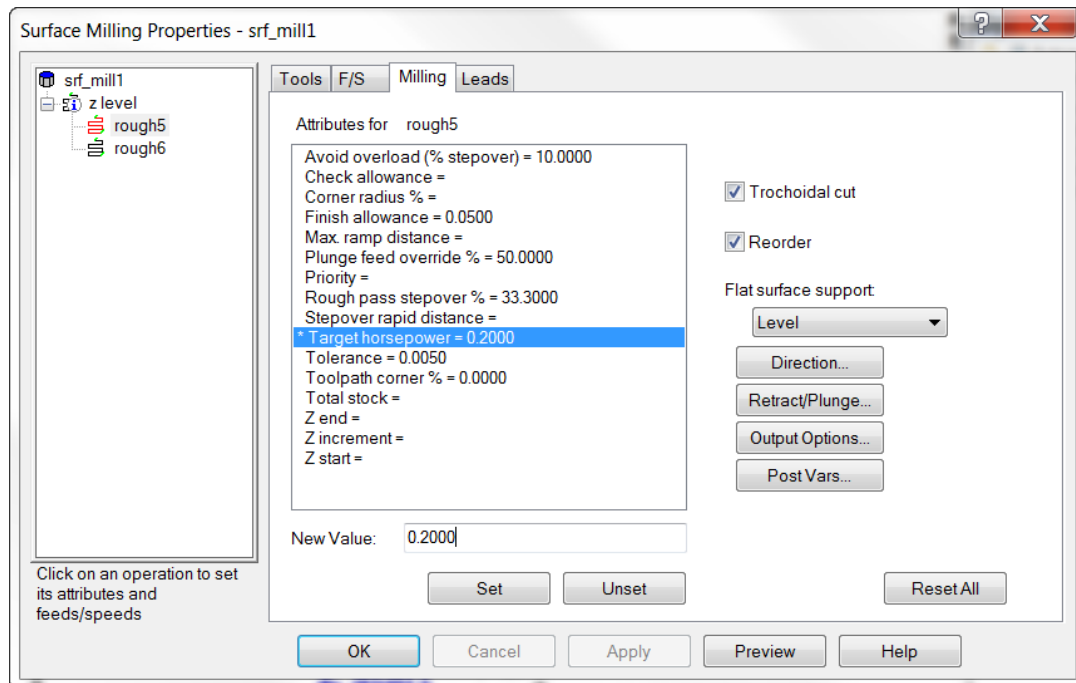 Surface Milling Properties - srf_mill1
srf_mill1
z level
rough5
rough6
Click on an operation to set
its attributes and
feeds/speeds
Tools F/S Milling Leads
Attributes for rough5
Avoid overload (% stepover) = 10.0000
Check allowance =
Corner radius % =
Finish allowance = 0.0500
Max. ramp distance =
Plunge feed override % = 50.0000
Priority =
Rough pass stepover % = 33.3000
Stepover rapid distance =
* Target horsepower = 0.2000
Tolerance = 0.0050
Toolpath corner % = 0.0000
Total stock =
Z end =
Z increment =
Z start =
New Value: 0.2000
Set Unset
Trochoidal cut
Reorder
Flat surface support:
Level
Direction...
Retract/Plunge...
Output Options...
Post Vars...
Reset All
OK Cancel Apply Preview Help